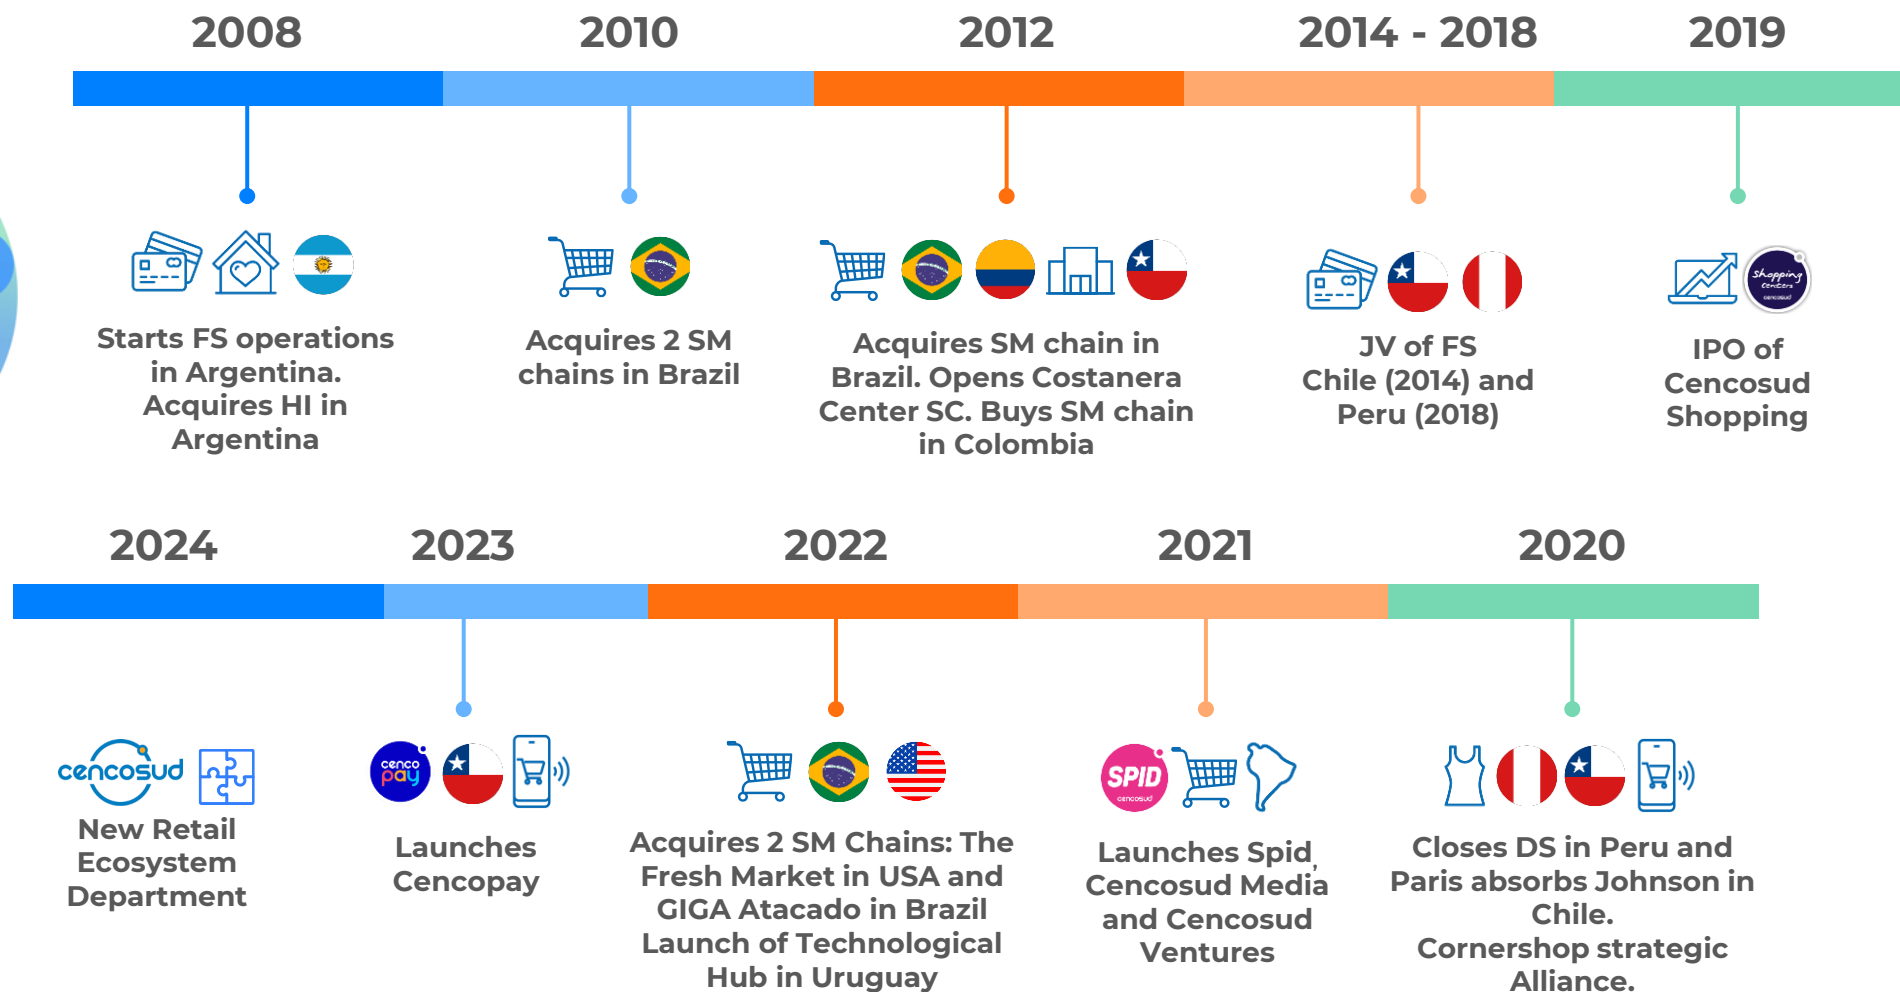 2008
2010
2012
2014 - 2018
2019
Starts FS operations
in Argentina.
Acquires HI in
Argentina
Acquires 2 SM
chains in Brazil
Acquires SM chain in
Brazil. Opens Costanera
Center SC. Buys SM chain
in Colombia
JV of FS
Chile (2014) and
Peru (2018)
Shopping
Centers
cencosud
IPO of
Cencosud
Shopping
2024
2023
2022
2021
2020
cencosud
New Retail
Ecosystem
Department
cenco
pay
Launches
Cencopay
Acquires 2 SM Chains: The
Fresh Market in USA and
GIGA Atacado in Brazil
Launch of Technological
Hub in Uruguay
SPID
cencosud
Launches Spid,
Cencosud Media
and Cencosud
Ventures
Closes DS in Peru and
Paris absorbs Johnson in
Chile.
Cornershop strategic
Alliance.